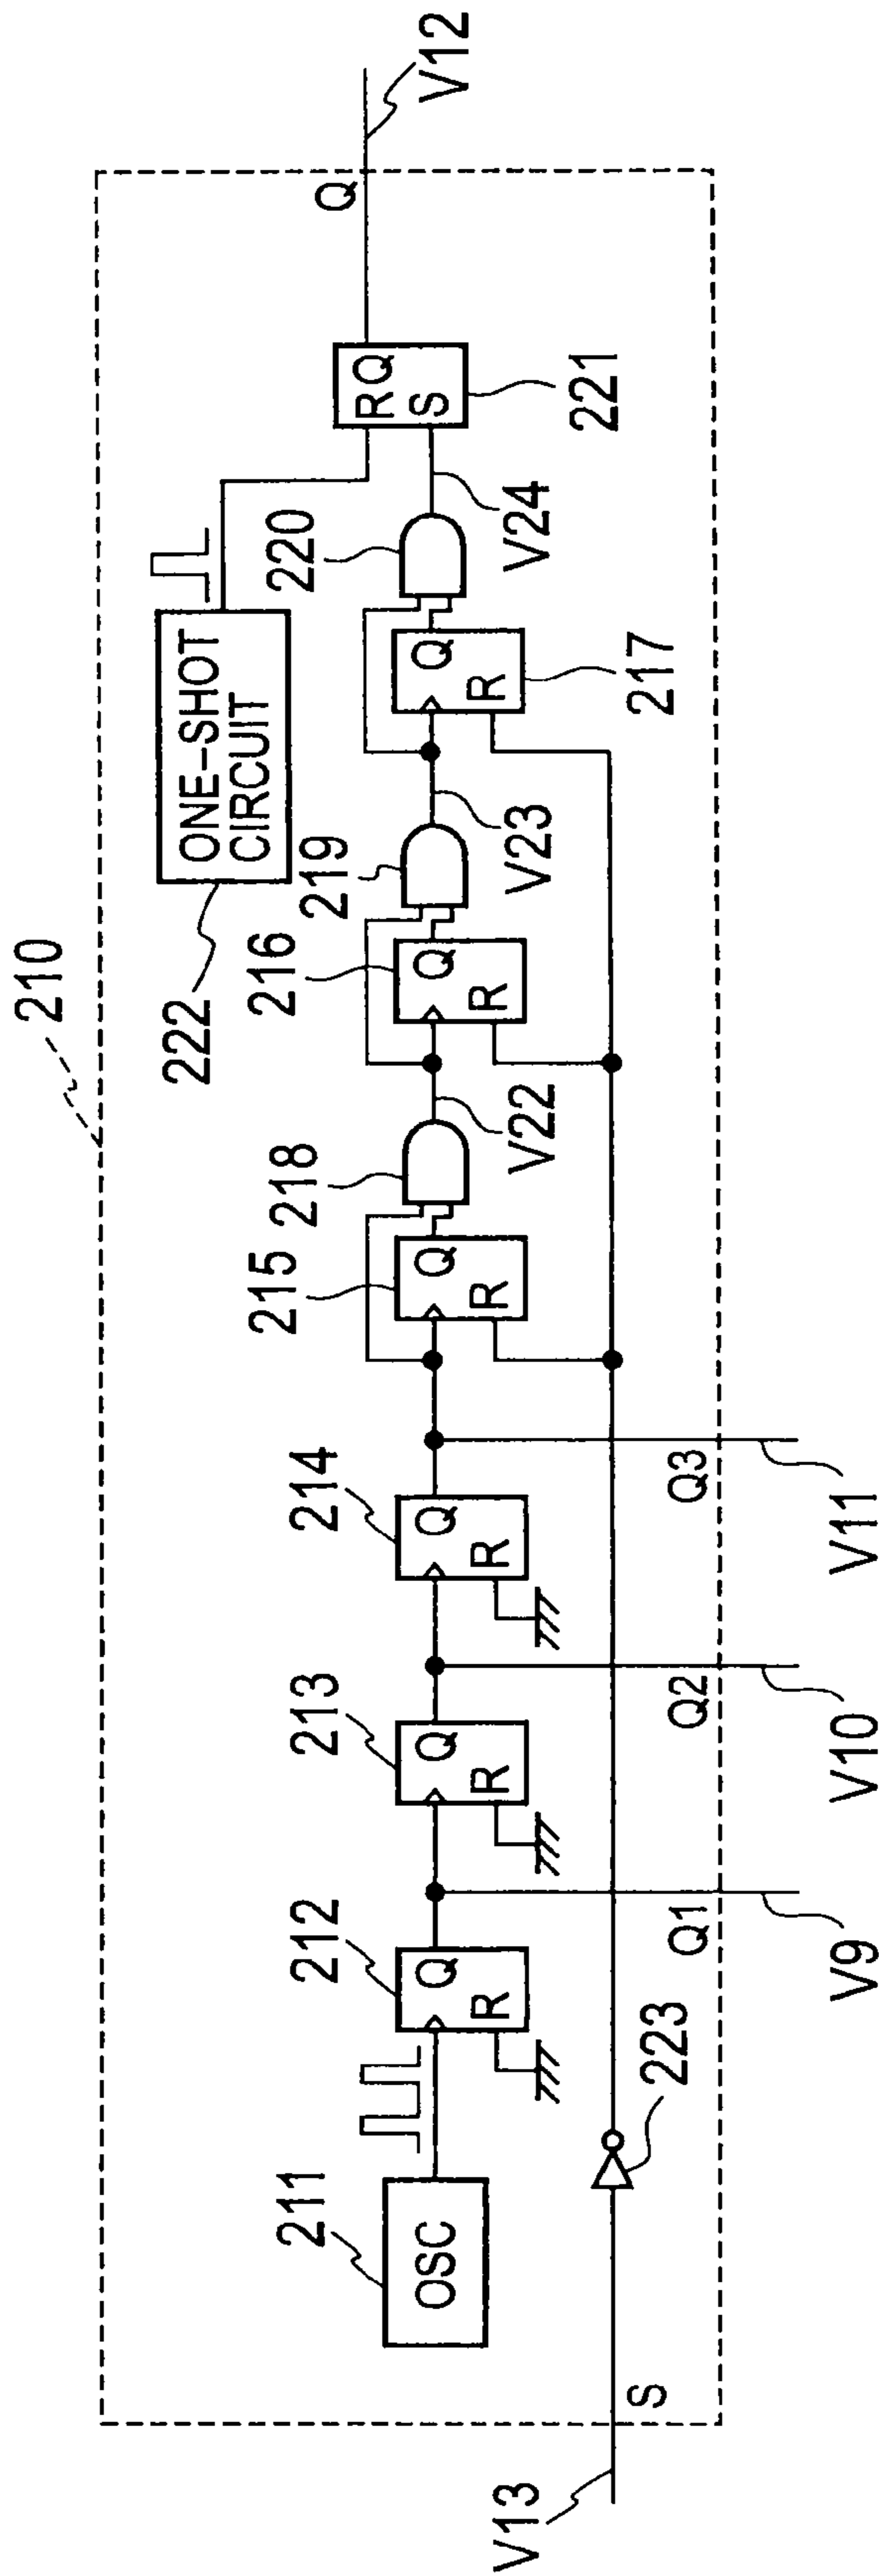 210
222
ONE–SHOT
CIRCUIT
V13
S
211
OSC
223
212
Q
R
Q1
V9
213
Q
R
Q2
V10
214
Q
R
Q3
V11
215
Q
R
218
V22
216
Q
R
219
V23
217
Q
R
220
V24
R Q
S
221
Q
V12